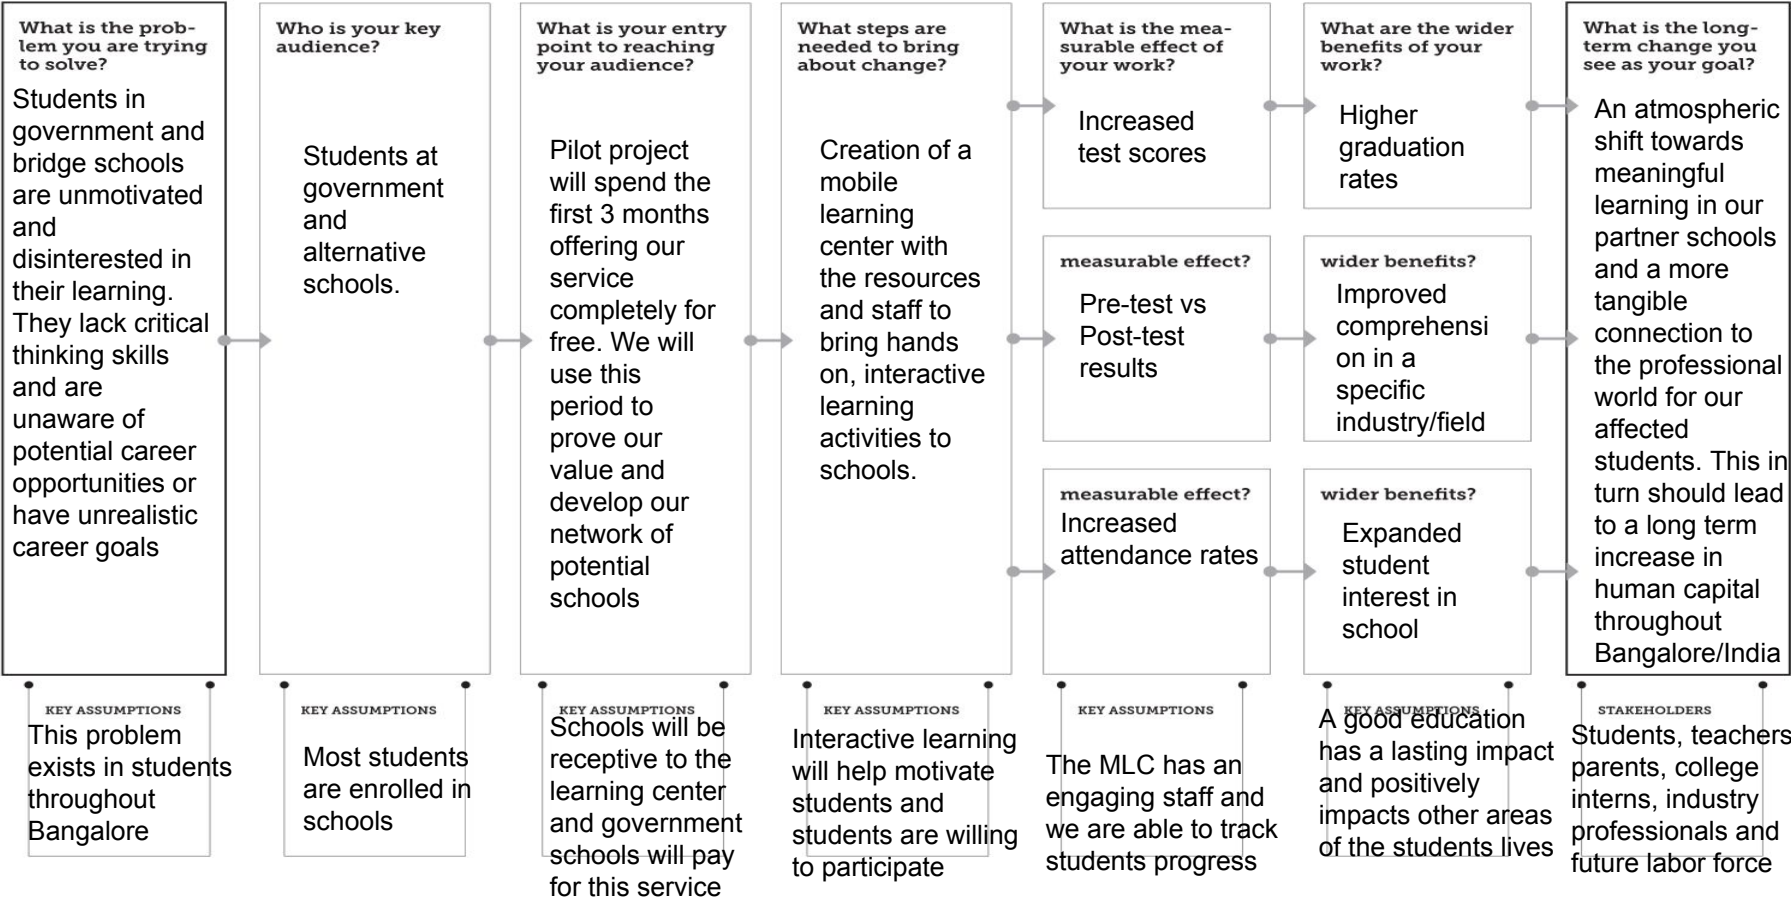 What is the prob-
lem you are trying
to solve?
Students in
government and
bridge schools
are unmotivated
and
disinterested in
their learning.
They lack critical
thinking skills
and are
unaware of
potential career
opportunities or
have unrealistic
career goals
KEY ASSUMPTIONS
This problem
exists in students
throughout
Bangalore
Who is your key
audience?
Students at
government
and
alternative
schools.
KEY ASSUMPTIONS
Most students
are enrolled in
schools
What is your entry
point to reaching
your audience?
Pilot project
will spend the
first 3 months
offering our
service
completely for
free. We will
use this
period to
prove our
value and
develop our
network of
potential
schools
KEY ASSUMPTIONS
Schools will be
receptive to the
learning center
and government
schools will pay
for this service
What steps are
needed to bring
about change?
Creation of a
mobile
learning
center with
the resources
and staff to
bring hands
on, interactive
learning
activities to
schools.
KEY ASSUMPTIONS
Interactive learning
will help motivate
students and
students are willing
to participate
What is the mea-
surable effect of
your work?
Increased
test scores
measurable effect?
Pre-test vs
Post-test
results
measurable effect?
Increased
attendance rates
KEY ASSUMPTIONS
The MLC has an
engaging staff and
we are able to track
students progress
What are the wider
benefits of your
work?
Higher
graduation
rates
wider benefits?
Improved
comprehensi
on in a
specific
industry/field
wider benefits?
Expanded
student
interest in
school
KEY ASSUMPTIONS
A good education
has a lasting impact
and positively
impacts other areas
of the students lives
What is the long-
term change you
see as your goal?
An atmospheric
shift towards
meaningful
learning in our
partner schools
and a more
tangible
connection to
the professional
world for our
affected
students. This in
turn should lead
to a long term
increase in
human capital
throughout
Bangalore/India
STAKEHOLDERS
Students, teachers
parents, college
interns, industry
professionals and
future labor force